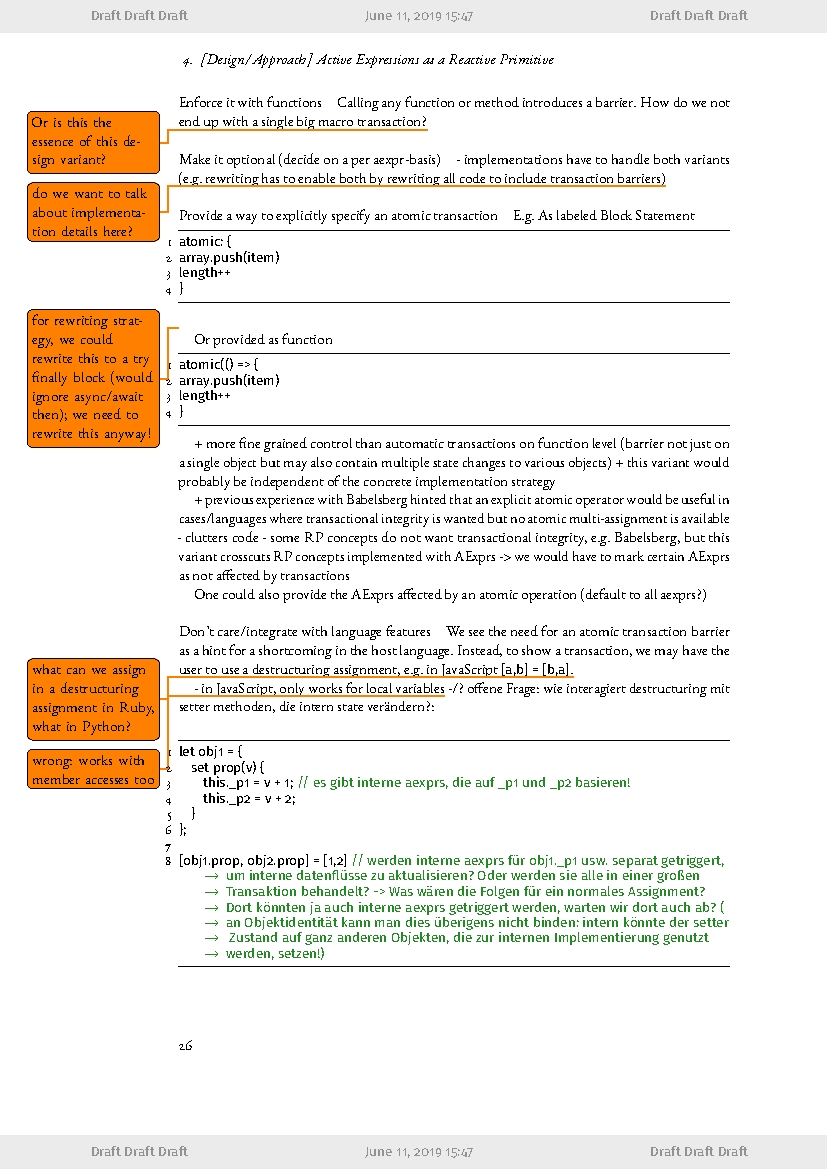 Draft Draft Draft June 11, 2019 15:47 Draft Draft Draft
4. [Design/Approach] Active Expressions as a Reactive Primitive
Enforce it with functions Calling any function or method introduces a barrier. How do we not
end up with a single big macro transaction?
Or is this the
essence of this de-
sign variant?
Make it optional (decide on a per aexpr-basis) - implementations have to handle both variants
(e.g. rewriting has to enable both by rewriting all code to include transaction barriers)
do we want to talk
about implementa-
tion details here?
Provide a way to explicitly specify an atomic transaction E.g. As labeled Block Statement
1 atomic: {
2 array.push(item)
3 length++
4 }
for rewriting strat-
egy, we could
rewrite this to a try
finally block (would
ignore async/await
then); we need to
rewrite this anyway!
Or provided as function
1 atomic(() => {
2 array.push(item)
3 length++
4 }
+ more fine grained control than automatic transactions on function level (barrier not just on
a single object but may also contain multiple state changes to various objects) + this variant would
probably be independent of the concrete implementation strategy
+ previous experience with Babelsberg hinted that an explicit atomic operator would be useful in
cases/languages where transactional integrity is wanted but no atomic multi-assignment is available
- clutters code - some RP concepts do not want transactional integrity, e.g. Babelsberg, but this
variant crosscuts RP concepts implemented with AExprs -> we would have to mark certain AExprs
as not affected by transactions
One could also provide the AExprs affected by an atomic operation (default to all aexprs?)
Don't care/integrate with language features We see the need for an atomic transaction barrier
as a hint for a shortcoming in the host language. Instead, to show a transaction, we may have the
user to use a destructuring assignment, e.g. in JavaScript [a,b] = [b,a].
what can we assign
in a destructuring
assignment in Ruby,
what in Python?
- in JavaScript, only works for local variables -/? offene Frage: wie interagiert destructuring mit
setter methoden, die intern state verändern?:
wrong: works with
member accesses too
1 let obj1 = {
2 set prop(v) {
3 this._p1 = v + 1; // es gibt interne aexprs, die auf _p1 und _p2 basieren!
4 this._p2 = v + 2;
5 }
6 };
7
8 [obj1.prop, obj2.prop] = [1,2] // werden interne aexprs für obj1._p1 usw. separat getriggert,
→ um interne datenflüsse zu aktualisieren? Oder werden sie alle in einer großen
→ Transaktion behandelt? -> Was wären die Folgen für ein normales Assignment?
→ Dort könnten ja auch interne aexprs getriggert werden, warten wir dort auch ab? (
→ an Objektidentität kann man dies überigens nicht binden: intern könnte der setter
→ Zustand auf ganz anderen Objekten, die zur internen Implementierung genutzt
→ werden, setzen!)
26
Draft Draft Draft June 11, 2019 15:47 Draft Draft Draft